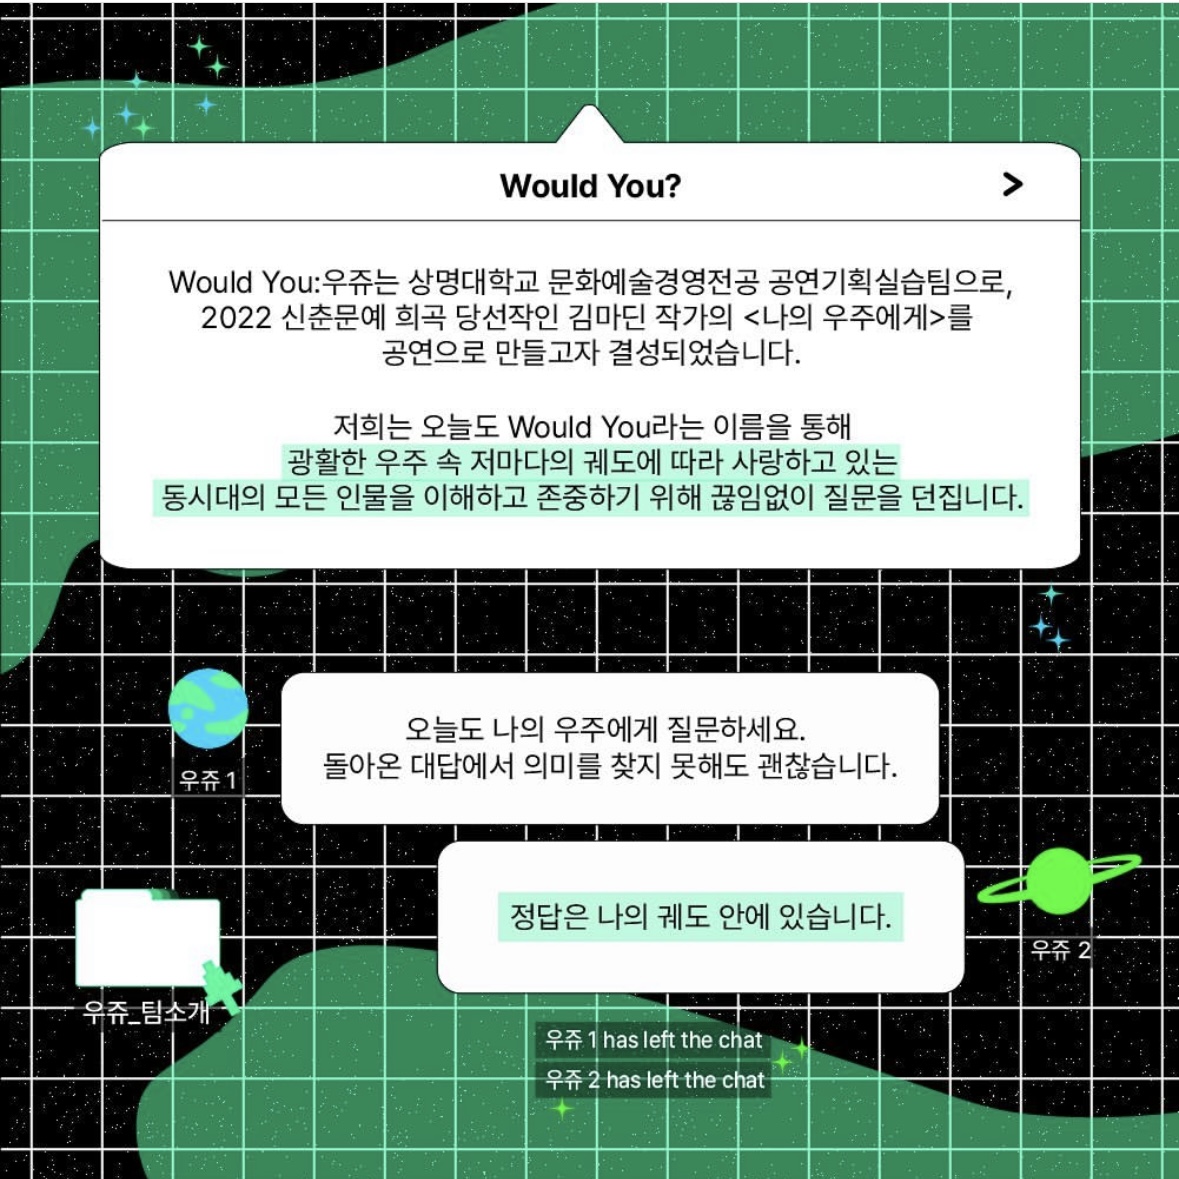 Would You?
>
Would You:우쥬는 상명대학교 문화예술경영전공 공연기획실습팀으로,
2022 신춘문예 희곡 당선작인 김마딘 작가의 <나의 우주에게>를
공연으로 만들고자 결성되었습니다.
저희는 오늘도 Would You라는 이름을 통해
광활한 우주 속 저마다의 궤도에 따라 사랑하고 있는
동시대의 모든 인물을 이해하고 존중하기 위해 끊임없이 질문을 던집니다.
오늘도 나의 우주에게 질문하세요.
돌아온 대답에서 의미를 찾지 못해도 괜찮습니다.
우쥬 1
정답은 나의 궤도 안에 있습니다.
우쥬 2
우쥬_팀소개
우쥬 1 has left the chat
우쥬 2 has left the chat